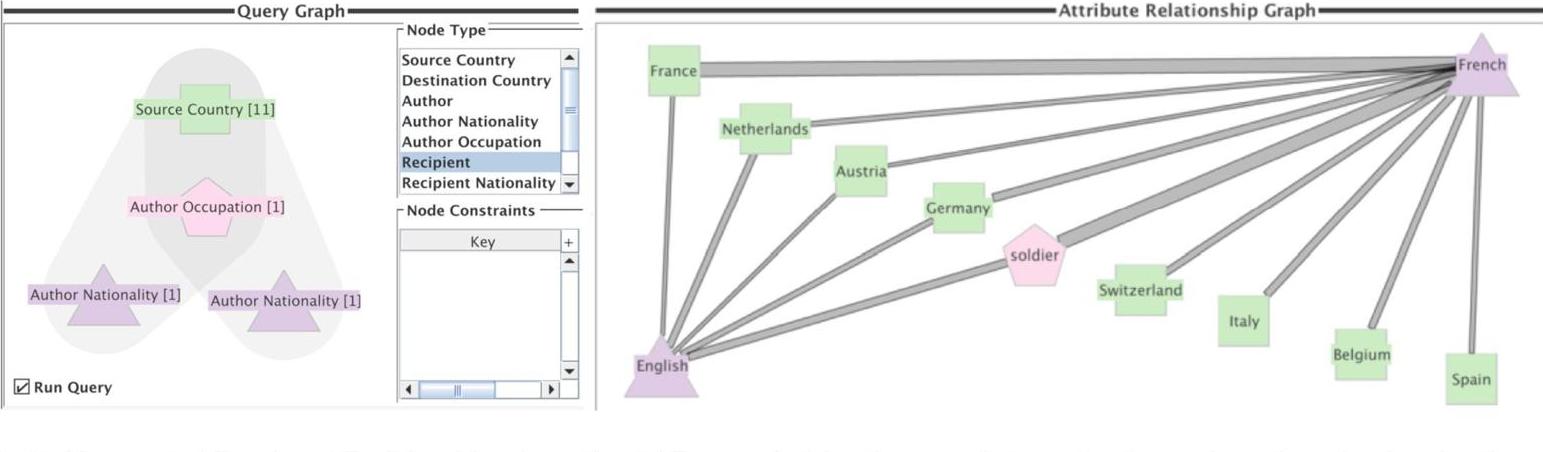 Query Graph
Source Country [11]
Author Occupation [1]
Author Nationality [1]
Author Nationality [1]
Run Query
Node Type
Source Country
Destination Country
Author
Author Nationality
Author Occupation
Recipient
Recipient Nationality
Node Constraints
Key
+
Attribute Relationship Graph
France
French
Netherlands
Austria
Germany
soldier
Switzerland
Italy
Belgium
English
Spain